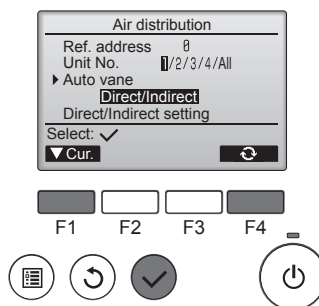 Air distribution
Ref. address 0
Unit No. 1/2/3/4/All
Auto vane
Direct/Indirect
Direct/Indirect setting
Select:
Cur.
F1 F2 F3 F4